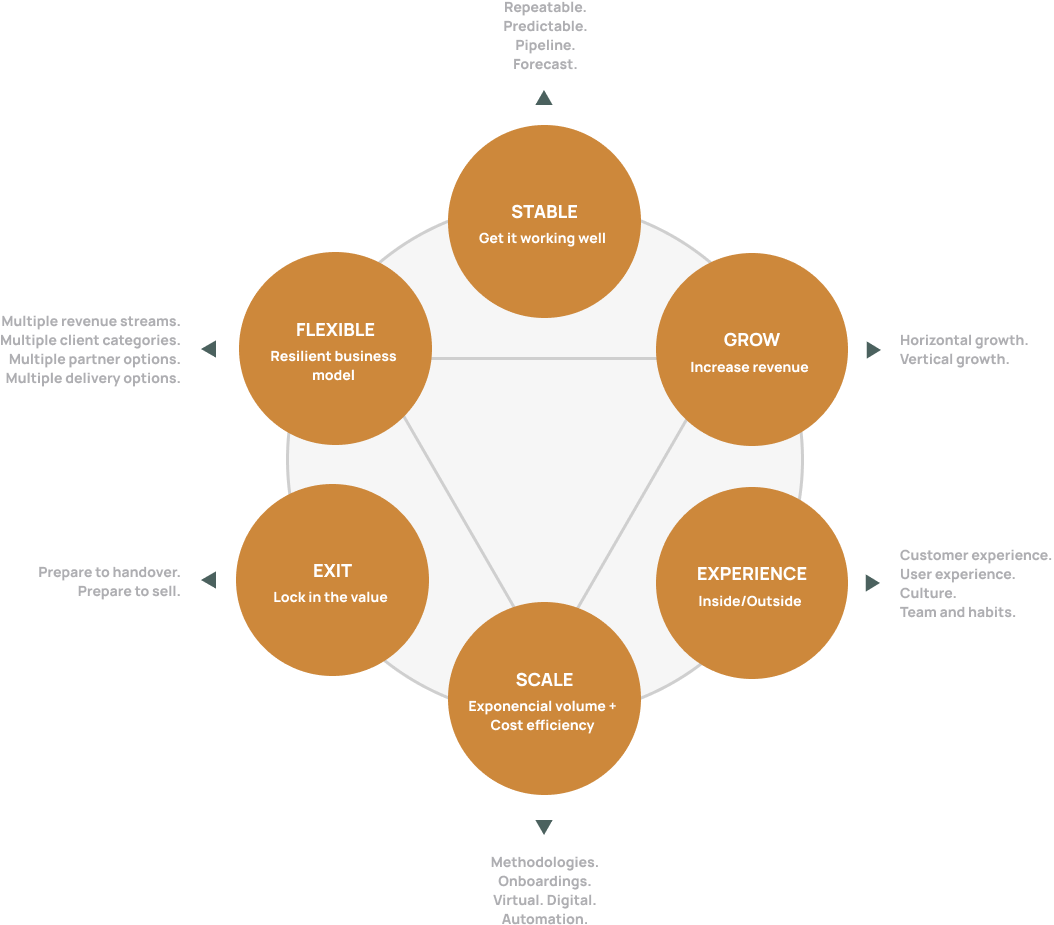 Repeatable.
Predictable.
Pipeline.
Forecast.
STABLE
Get it working well
FLEXIBLE
Resilient business
model
Multiple revenue streams.
Multiple client categories.
Multiple partner options.
Multiple delivery options.
GROW
Increase revenue
Horizontal growth.
Vertical growth.
EXIT
Lock in the value
Prepare to handover.
Prepare to sell.
EXPERIENCE
Inside/Outside
Customer experience.
User experience.
Culture.
Team and habits.
SCALE
Exponencial volume +
Cost efficiency
Methodologies.
Onboardings.
Virtual. Digital.
Automation.